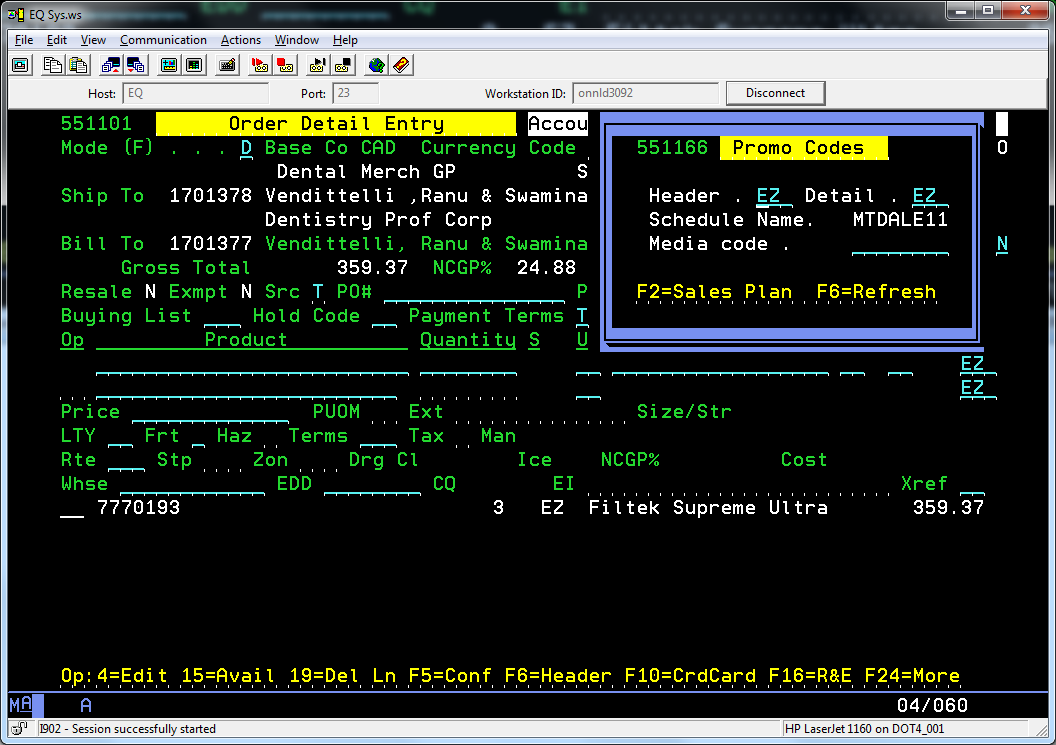 EQ Sys.ws
File Edit View Communication Actions Window Help
Host: EQ Port: 23 Workstation ID: onnld3092 Disconnect
551101 Order Detail Entry Accou
Mode (F) . . . D Base Co CAD Currency Code O
Dental Merch GP S
Ship To 1701378 Vendittelli ,Ranu & Swamina
Dentistry Prof Corp
Bill To 1701377 Vendittelli, Ranu & Swamina N
Gross Total 359.37 NCGP% 24.88
Resale N Exmpt N Src T PO# P
Buying List Hold Code Payment Terms T
Op Product Quantity S U
551166 Promo Codes
Header . EZ Detail . EZ
Schedule Name. MTDALE11
Media code .
F2=Sales Plan F6=Refresh
EZ
EZ
Price PUOM Ext Size/Str
LTY Frt Haz Terms Tax Man
Rte Stp Zon Drg Cl Ice NCGP% Cost
Whse EDD CQ EI Xref
7770193 3 EZ Filtek Supreme Ultra 359.37
Op:4=Edit 15=Avail 19=Del Ln F5=Conf F6=Header F10=CrdCard F16=R&E F24=More
MA A 04/060
I902 - Session successfully started HP LaserJet 1160 on DOT4_001